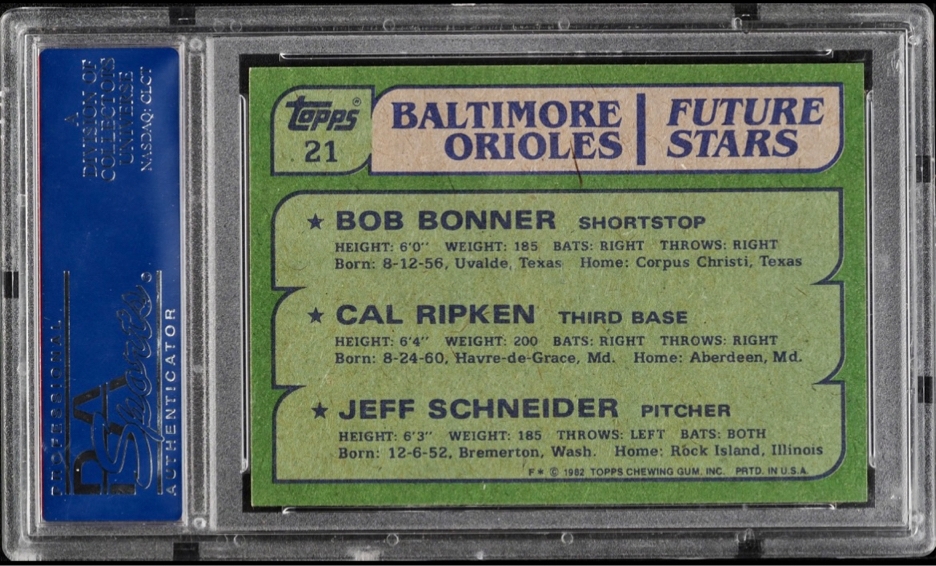 A
DIVISION OF
COLLECTORS
UNIVERSE
NASDAQ: CLCT
PROFESSIONAL
PSA
Sports
AUTHENTICATOR
Topps®
21
BALTIMORE
ORIOLES
FUTURE
STARS
★ BOB BONNER SHORTSTOP
HEIGHT: 6'0" WEIGHT: 185 BATS: RIGHT THROWS: RIGHT
Born: 8-12-56, Uvalde, Texas Home: Corpus Christi, Texas
★ CAL RIPKEN THIRD BASE
HEIGHT: 6'4" WEIGHT: 200 BATS: RIGHT THROWS: RIGHT
Born: 8-24-60, Havre-de-Grace, Md. Home: Aberdeen, Md.
★ JEFF SCHNEIDER PITCHER
HEIGHT: 6'3" WEIGHT: 185 THROWS: LEFT BATS: BOTH
Born: 12-6-52, Bremerton, Wash. Home: Rock Island, Illinois
F* © 1982 TOPPS CHEWING GUM, INC. PRTD. IN U.S.A.